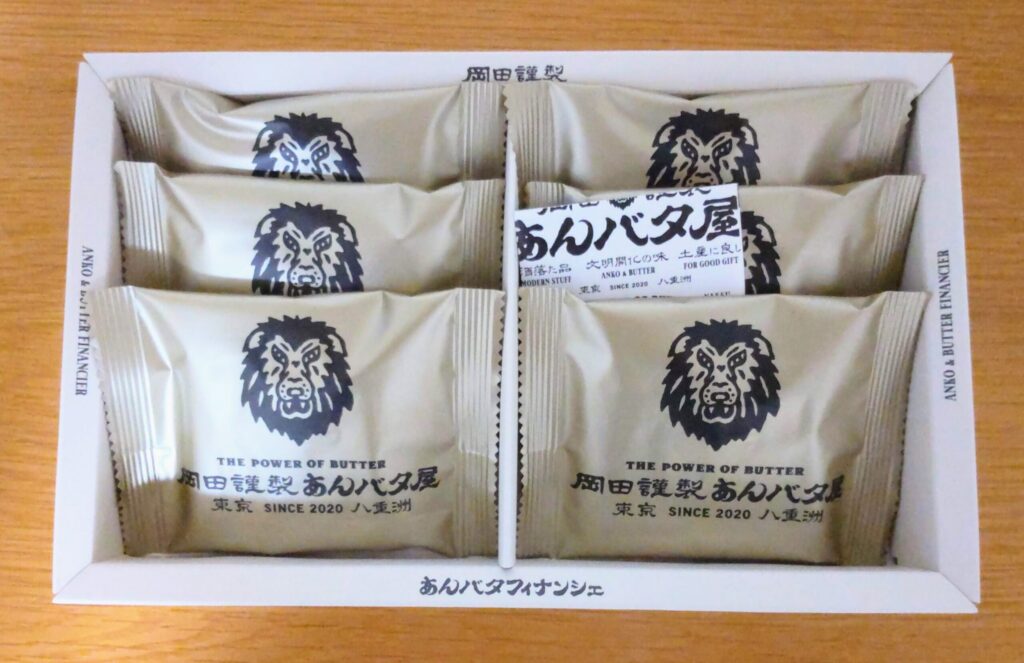 岡田謹製
あんバタ屋
洒落た品 文明開化の味 土産に良し
MODERN STUFF ANKO & BUTTER FOR GOOD GIFT
東京 SINCE 2020 八重洲
ANKO & BUTTER FINANCIER
ANKO & BUTTER FINANCIER
THE POWER OF BUTTER
岡田謹製 あんバタ屋
東京 SINCE 2020 八重洲
THE POWER OF BUTTER
岡田謹製 あんバタ屋
東京 SINCE 2020 八重洲
あんバタフィナンシェ